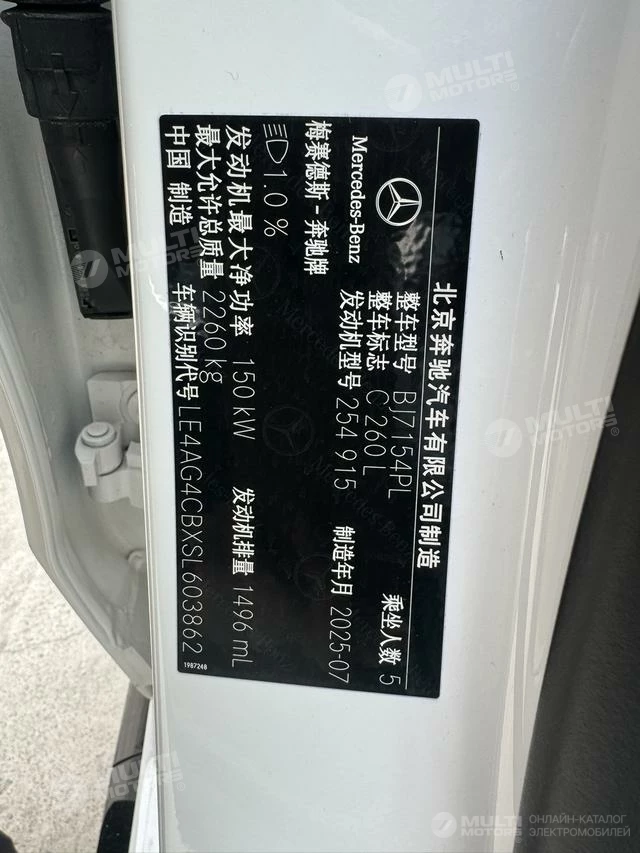 北京奔驰汽车有限公司制造
Mercedes-Benz
梅赛德斯-奔驰牌
整车型号 BJ7154PL 乘坐人数 5
整车标志 C 260 L
发动机型号 254 915 制造年月 2025-07
1.0 %
发动机最大净功率 150 kW 发动机排量 1496 mL
最大允许总质量 2260 kg
中国 制造 车辆识别代号 LE4AG4CBXSL603862
1987248
MULTI MOTORS®
MULTI MOTORS
ОНЛАЙН-КАТАЛОГ
ЭЛЕКТРОМОБИЛЕЙ